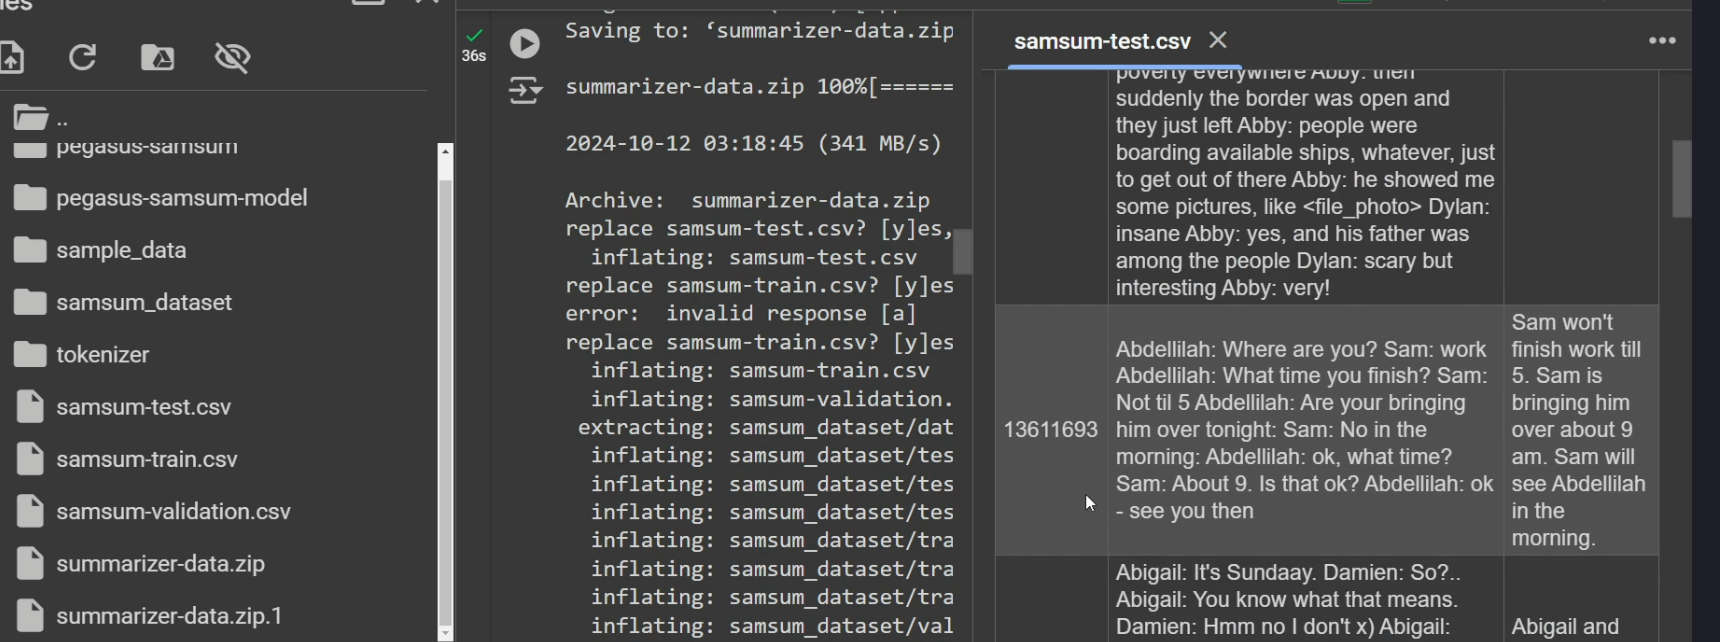 ..
pegasus-samsum
pegasus-samsum-model
sample_data
samsum_dataset
tokenizer
samsum-test.csv
samsum-train.csv
samsum-validation.csv
summarizer-data.zip
summarizer-data.zip.1
36s
Saving to: ‘summarizer-data.zip
summarizer-data.zip 100%[======
2024-10-12 03:18:45 (341 MB/s)
Archive:  summarizer-data.zip
replace samsum-test.csv? [y]es,
inflating: samsum-test.csv
replace samsum-train.csv? [y]es
error:  invalid response [a]
replace samsum-train.csv? [y]es
inflating: samsum-train.csv
inflating: samsum-validation.
extracting: samsum_dataset/dat
inflating: samsum_dataset/tes
inflating: samsum_dataset/tes
inflating: samsum_dataset/tes
inflating: samsum_dataset/tra
inflating: samsum_dataset/tra
inflating: samsum_dataset/tra
inflating: samsum_dataset/val
samsum-test.csv
poverty everywhere Abby: then
suddenly the border was open and
they just left Abby: people were
boarding available ships, whatever, just
to get out of there Abby: he showed me
some pictures, like <file_photo> Dylan:
insane Abby: yes, and his father was
among the people Dylan: scary but
interesting Abby: very!
13611693
Abdellilah: Where are you? Sam: work
Abdellilah: What time you finish? Sam:
Not til 5 Abdellilah: Are your bringing
him over tonight: Sam: No in the
morning: Abdellilah: ok, what time?
Sam: About 9. Is that ok? Abdellilah: ok
- see you then
Sam won't
finish work till
5. Sam is
bringing him
over about 9
am. Sam will
see Abdellilah
in the
morning.
Abigail: It's Sundaay. Damien: So?..
Abigail: You know what that means.
Damien: Hmm no I don't x) Abigail:
Abigail and